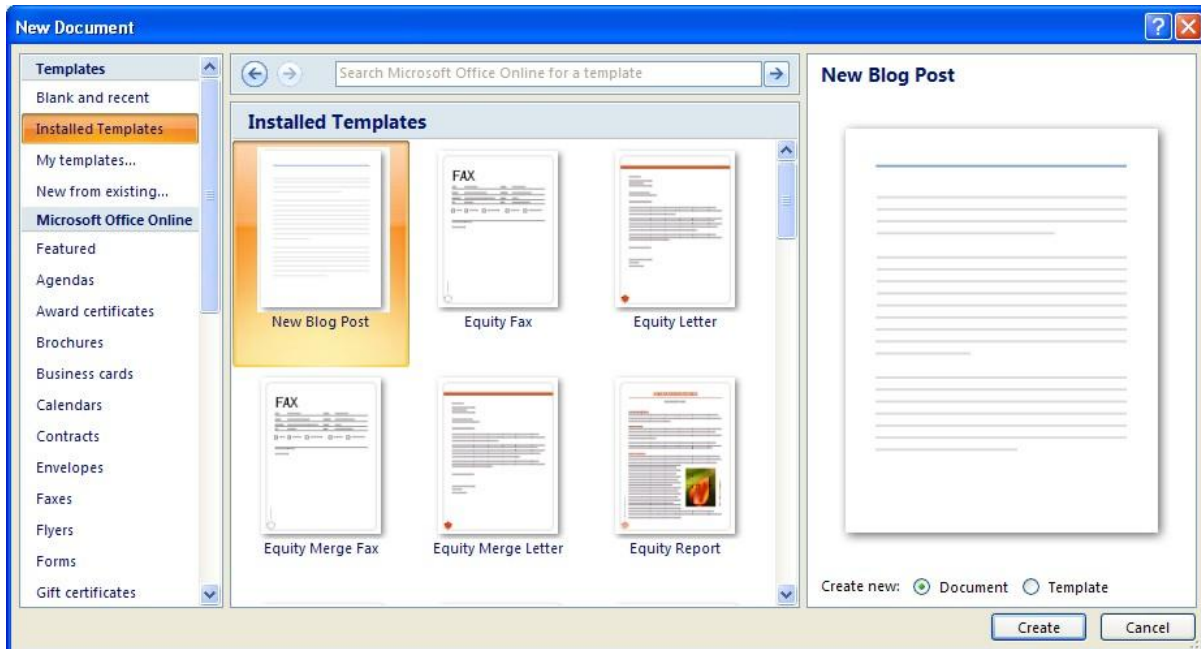 New Document
Templates
Blank and recent
Installed Templates
My templates...
New from existing...
Microsoft Office Online
Featured
Agendas
Award certificates
Brochures
Business cards
Calendars
Contracts
Envelopes
Faxes
Flyers
Forms
Gift certificates
Search Microsoft Office Online for a template
Installed Templates
FAX
New Blog Post
Equity Fax
Equity Letter
FAX
Equity Merge Fax
Equity Merge Letter
Equity Report
New Blog Post
Create new: Document Template
Create Cancel